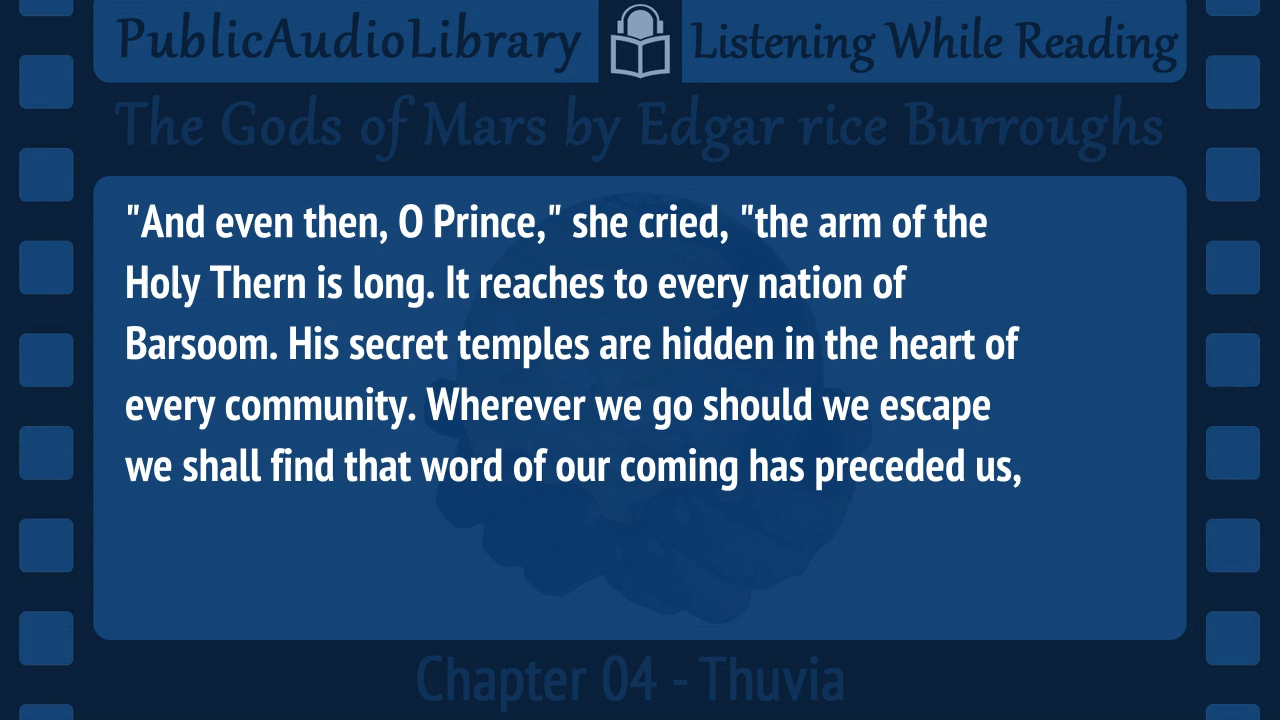 PublicAudioLibrary Listening While Reading
The Gods of Mars by Edgar rice Burroughs
"And even then, O Prince," she cried, "the arm of the
Holy Thern is long. It reaches to every nation of
Barsoom. His secret temples are hidden in the heart of
every community. Wherever we go should we escape
we shall find that word of our coming has preceded us,
Chapter 04 - Thuvia